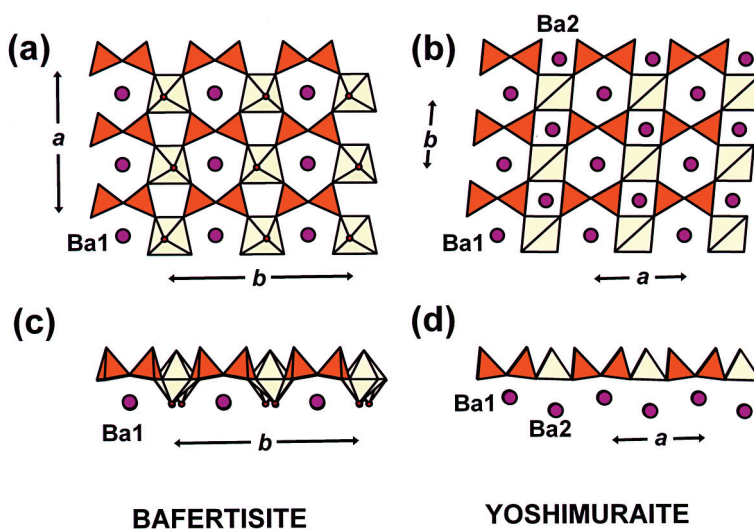 (a)
a
Ba1
b
(b)
Ba2
b
Ba1
a
(c)
Ba1
b
(d)
Ba1
Ba2
a
BAFERTISITE
YOSHIMURAITE